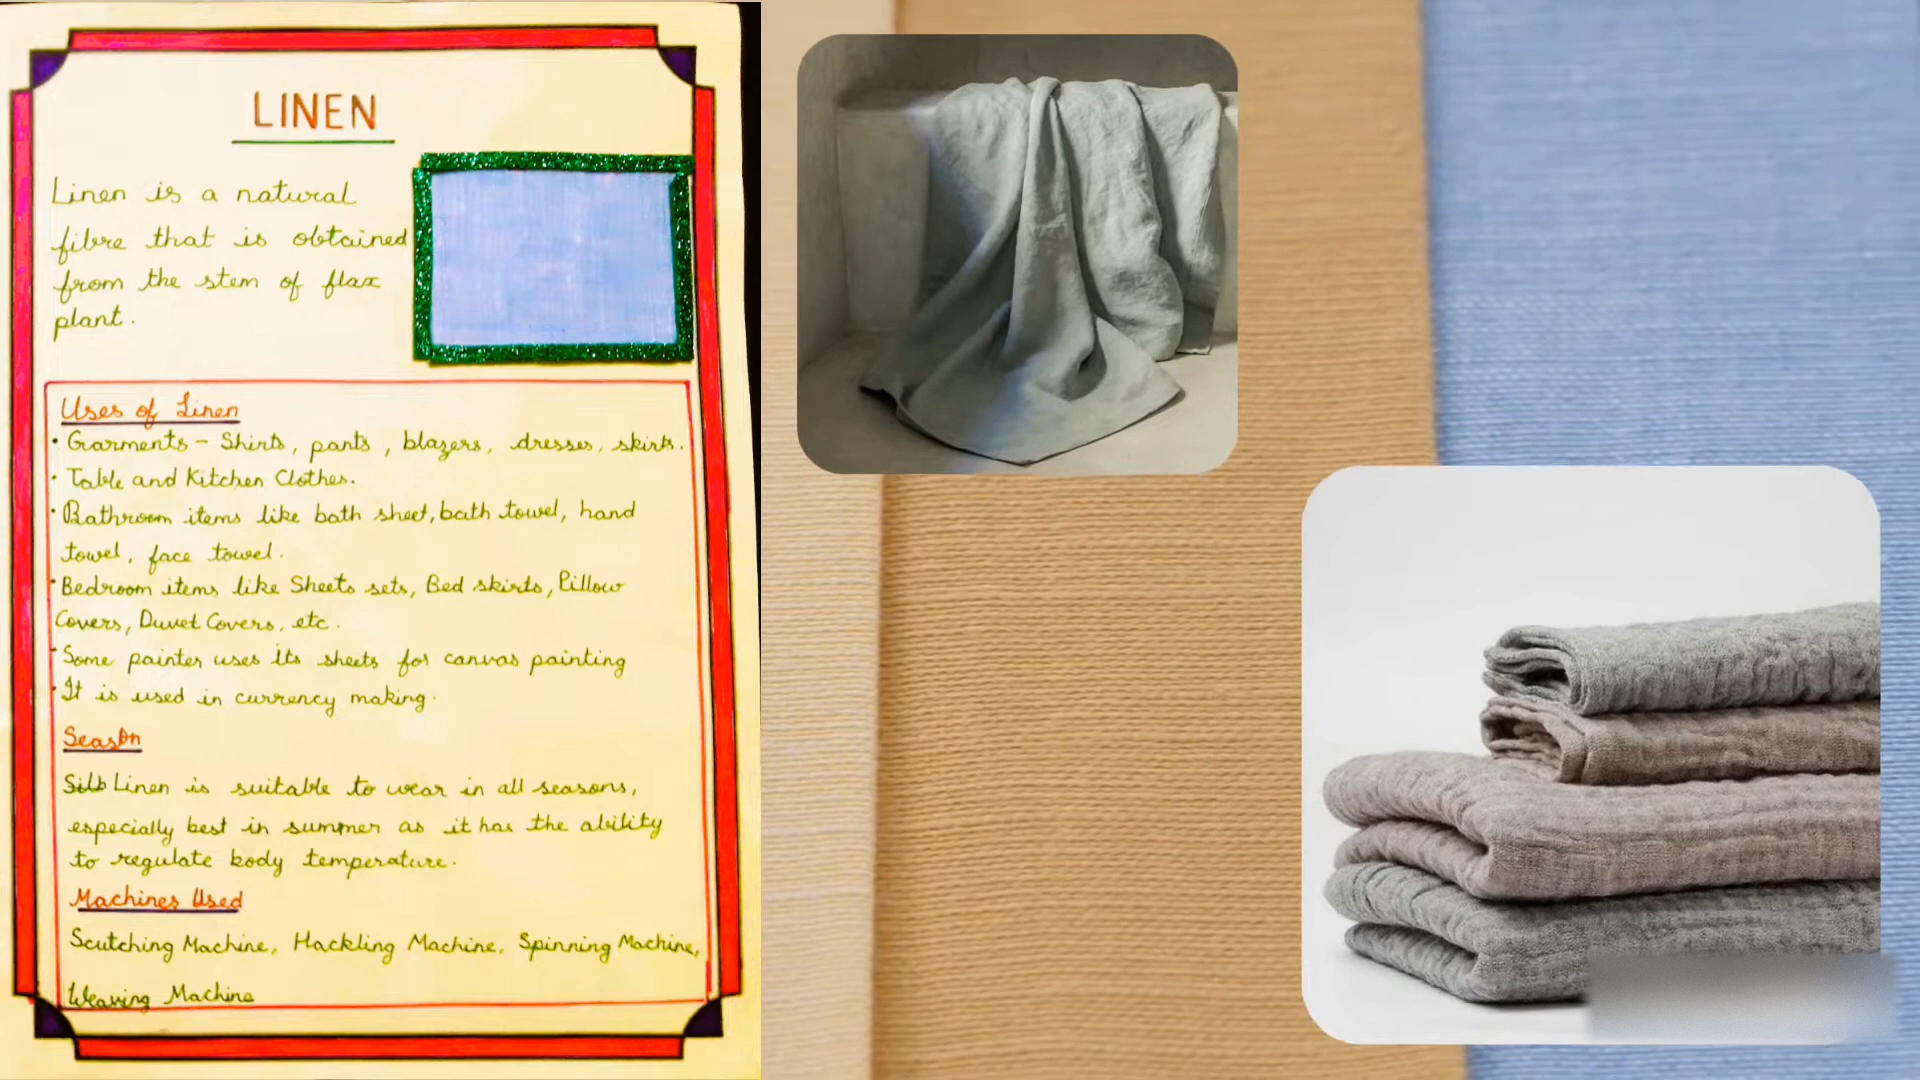 LINEN
Linen is a natural
fibre that is obtained
from the stem of flax
plant.
Uses of Linen
• Garments - Shirts, pants, blazers, dresses, skirts.
• Table and Kitchen Clothes.
• Bathroom items like bath sheet, bath towel, hand
towel, face towel.
• Bedroom items like Sheets sets, Bed skirts, Pillow
Covers, Duvet Covers, etc.
• Some painter uses its sheets for canvas painting
• It is used in currency making.
Season
Silk Linen is suitable to wear in all seasons,
especially best in summer as it has the ability
to regulate body temperature.
Machines Used
Scutching Machine, Hackling Machine, Spinning Machine,
Weaving Machine